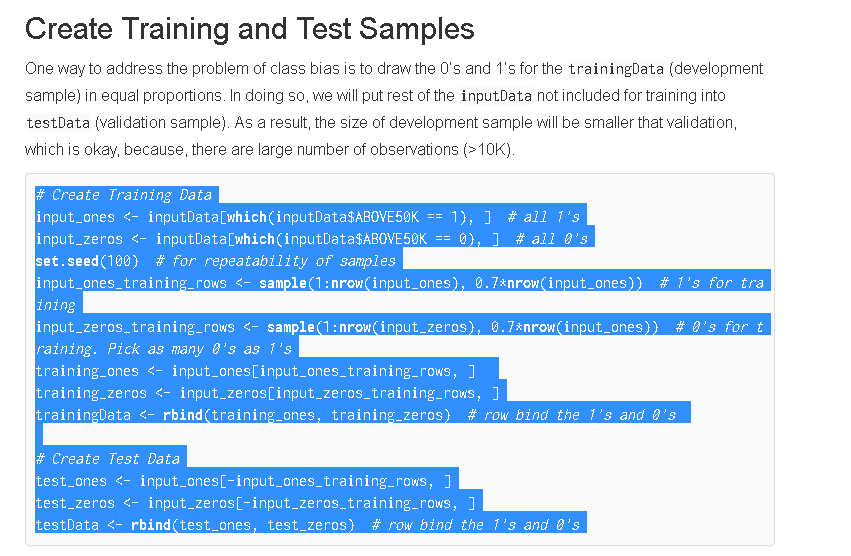 Create Training and Test Samples
One way to address the problem of class bias is to draw the 0's and 1's for the trainingData (development
sample) in equal proportions. In doing so, we will put rest of the inputData not included for training into
testData (validation sample). As a result, the size of development sample will be smaller that validation,
which is okay, because, there are large number of observations (>10K).
# Create Training Data
input_ones <- inputData[which(inputData$ABOVE50K == 1), ]  # all 1's
input_zeros <- inputData[which(inputData$ABOVE50K == 0), ]  # all 0's
set.seed(100)  # for repeatability of samples
input_ones_training_rows <- sample(1:nrow(input_ones), 0.7*nrow(input_ones))  # 1's for tra
ining
input_zeros_training_rows <- sample(1:nrow(input_zeros), 0.7*nrow(input_ones))  # 0's for t
raining. Pick as many 0's as 1's
training_ones <- input_ones[input_ones_training_rows, ]
training_zeros <- input_zeros[input_zeros_training_rows, ]
trainingData <- rbind(training_ones, training_zeros)  # row bind the 1's and 0's
# Create Test Data
test_ones <- input_ones[-input_ones_training_rows, ]
test_zeros <- input_zeros[-input_zeros_training_rows, ]
testData <- rbind(test_ones, test_zeros)  # row bind the 1's and 0's